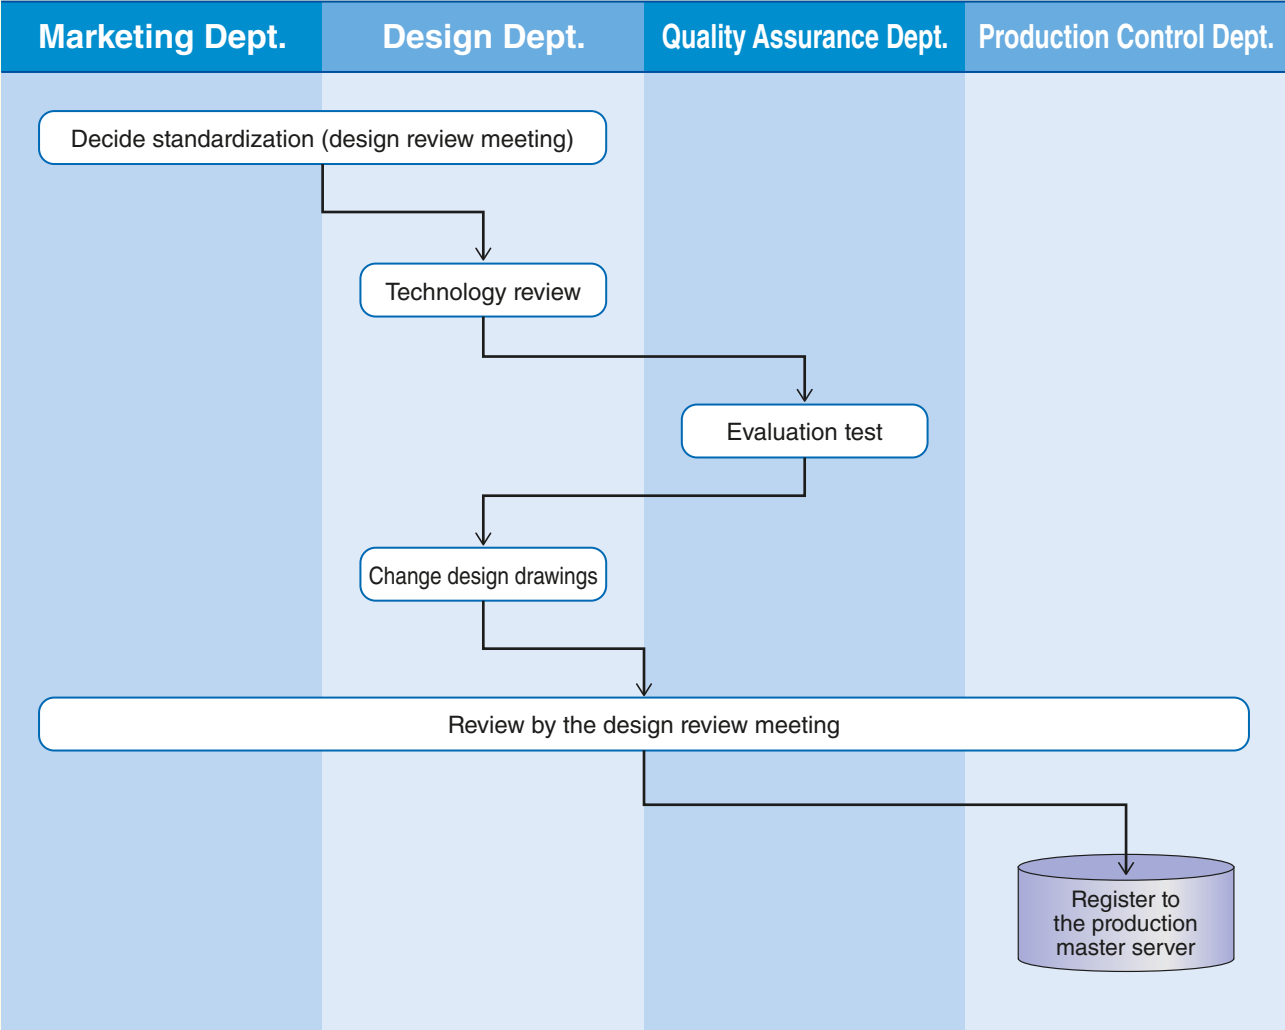 Marketing Dept.
Design Dept.
Quality Assurance Dept.
Production Control Dept.
Decide standardization (design review meeting)
Technology review
Evaluation test
Change design drawings
Review by the design review meeting
Register to
the production
master server